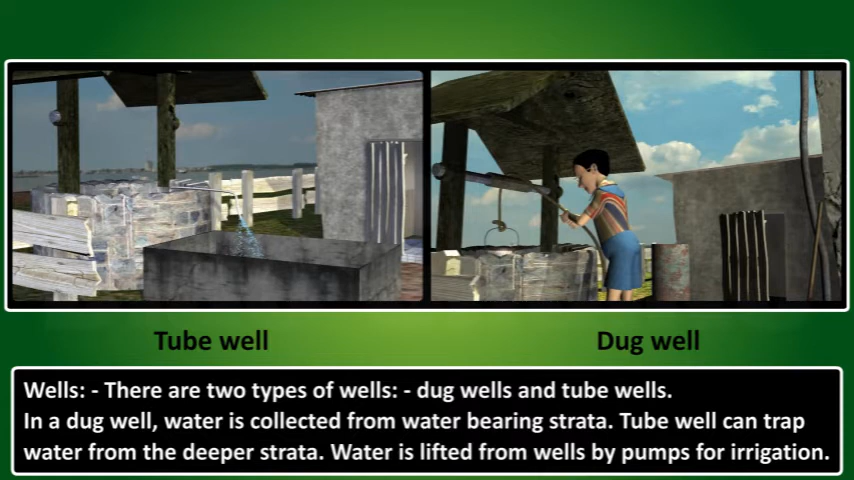 Tube well
Dug well
Wells: - There are two types of wells: - dug wells and tube wells.
In a dug well, water is collected from water bearing strata. Tube well can trap
water from the deeper strata. Water is lifted from wells by pumps for irrigation.